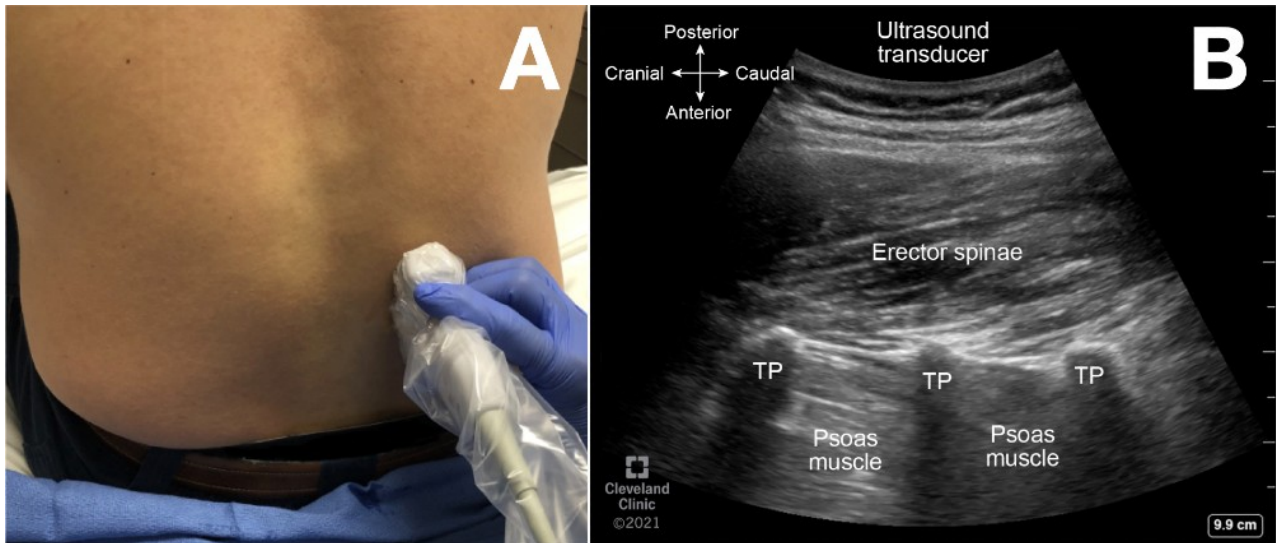 A
Posterior
Cranial
Caudal
Anterior
Ultrasound
transducer
B
Erector spinae
TP
TP
TP
Psoas
muscle
Psoas
muscle
Cleveland
Clinic
©2021
9.9 cm